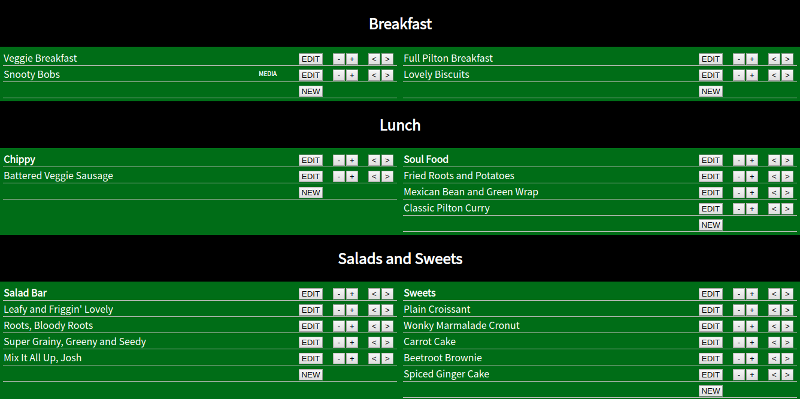 Breakfast
Veggie Breakfast EDIT - + < >
Snooty Bobs MEDIA EDIT - + < >
NEW
Full Pilton Breakfast EDIT - + < >
Lovely Biscuits EDIT - + < >
NEW
Lunch
Chippy EDIT - + < >
Battered Veggie Sausage EDIT - + < >
NEW
Soul Food EDIT - + < >
Fried Roots and Potatoes EDIT - + < >
Mexican Bean and Green Wrap EDIT - + < >
Classic Pilton Curry EDIT - + < >
NEW
Salads and Sweets
Salad Bar EDIT - + < >
Leafy and Friggin' Lovely EDIT - + < >
Roots, Bloody Roots EDIT - + < >
Super Grainy, Greeny and Seedy EDIT - + < >
Mix It All Up, Josh EDIT - + < >
NEW
Sweets EDIT - + < >
Plain Croissant EDIT - + < >
Wonky Marmalade Cronut EDIT - + < >
Carrot Cake EDIT - + < >
Beetroot Brownie EDIT - + < >
Spiced Ginger Cake EDIT - + < >
NEW